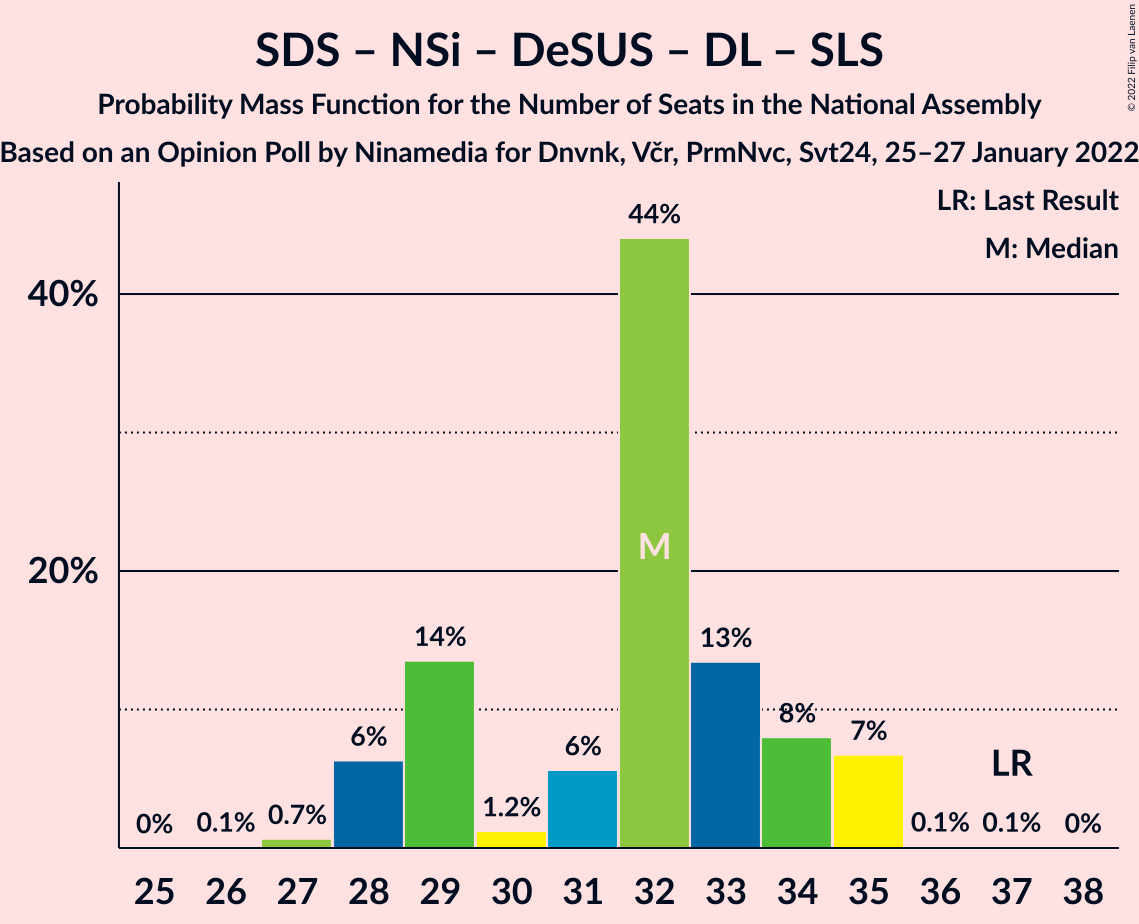 SDS – NSi – DeSUS – DL – SLS
Probability Mass Function for the Number of Seats in the National Assembly
Based on an Opinion Poll by Ninamedia for Dnvnk, Včr, PrmNvc, Svt24, 25–27 January 2022
© 2022 Filip van Laenen
LR: Last Result
M: Median
40%
20%
0%
0.1%
0.7%
6%
14%
1.2%
6%
44%
M
13%
8%
7%
0.1%
LR
0.1%
0%
25 26 27 28 29 30 31 32 33 34 35 36 37 38